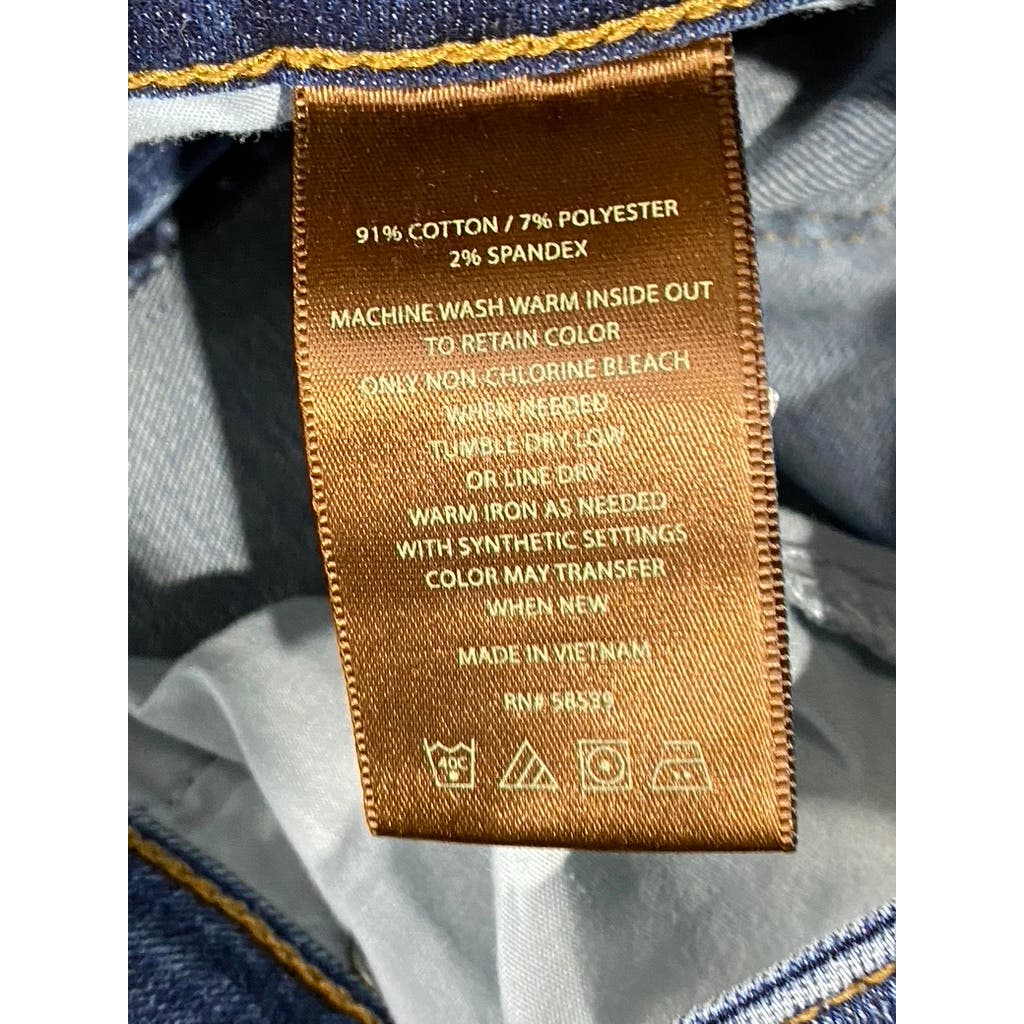 91% COTTON / 7% POLYESTER
2% SPANDEX
MACHINE WASH WARM INSIDE OUT
TO RETAIN COLOR
ONLY NON-CHLORINE BLEACH
WHEN NEEDED
TUMBLE DRY LOW
OR LINE DRY
WARM IRON AS NEEDED
WITH SYNTHETIC SETTINGS
COLOR MAY TRANSFER
WHEN NEW
MADE IN VIETNAM
RN# 58539
40C